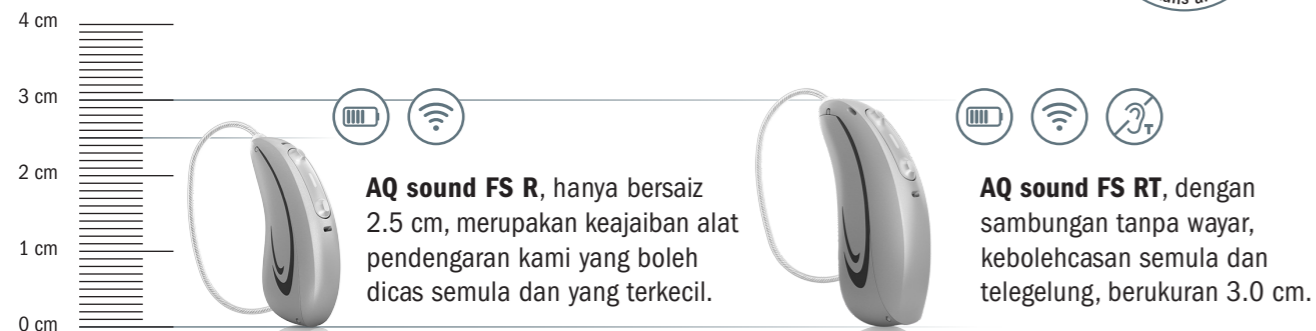 4 cm
3 cm
2 cm
1 cm
0 cm
AQ sound FS R, hanya bersaiz
2.5 cm, merupakan keajaiban alat
pendengaran kami yang boleh
dicas semula dan yang terkecil.
T
AQ sound FS RT, dengan
sambungan tanpa wayar,
kebolehcasan semula dan
telegelung, berukuran 3.0 cm.